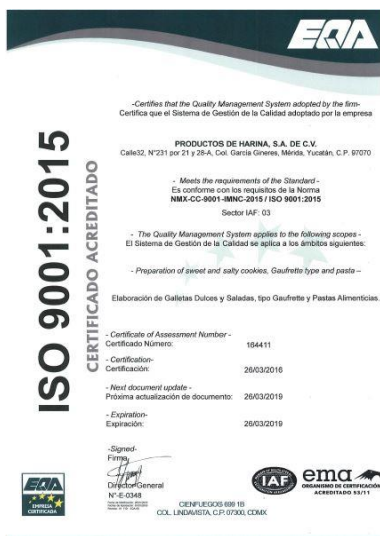 EQA
-Certifies that the Quality Management System adopted by the firm-
Certifica que el Sistema de Gestión de la Calidad adoptado por la empresa
PRODUCTOS DE HARINA, S.A. DE C.V.
Calle32, N°231 por 21 y 28-A, Col. García Gineres, Mérida, Yucatán, C.P. 97070
- Meets the requirements of the Standard -
Es conforme con los requisitos de la Norma
NMX-CC-9001-IMNC-2015 / ISO 9001:2015
Sector IAF: 03
- The Quality Management System applies to the following scopes -
El Sistema de Gestión de la Calidad se aplica a los ámbitos siguientes:
- Preparation of sweet and salty cookies, Gaufrette type and pasta –
Elaboración de Galletas Dulces y Saladas, tipo Gaufrette y Pastas Alimenticias.
ISO 9001:2015
CERTIFICADO ACREDITADO
- Certificate of Assessment Number -
Certificado Número: 164411
- Certification-
Certificación: 26/03/2016
- Next document update -
Próxima actualización de documento: 26/03/2019
- Expiration-
Expiración: 26/03/2019
-Signed-
Firma
Director General
N°-E-0348
EQA
EMPRESA
CERTIFICADA
CIENFUEGOS 699 1B
COL. LINDAVISTA, C.P. 07300, CDMX
IAF
ema
ORGANISMO DE CERTIFICACIÓN
ACREDITADO 53/11